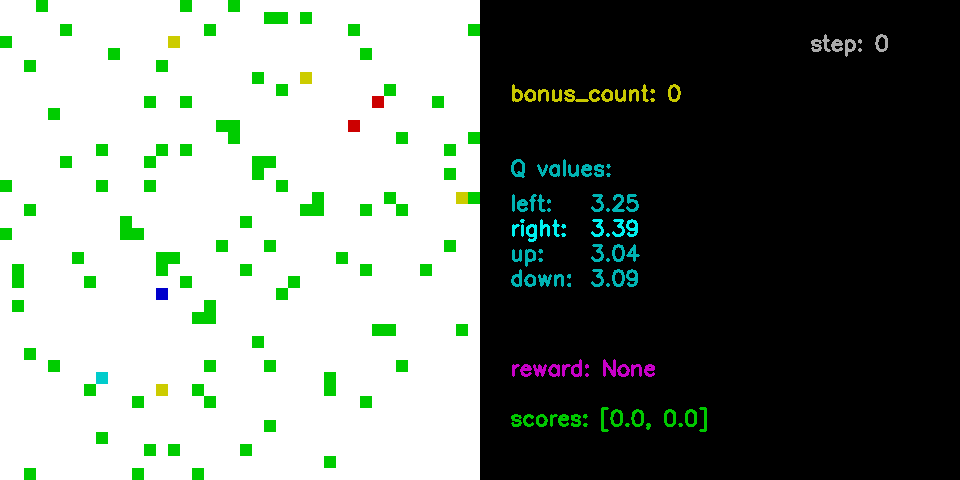 step: 0
bonus_count: 0
Q values:
left: 3.25
right: 3.39
up: 3.04
down: 3.09
reward: None
scores: [0.0, 0.0]